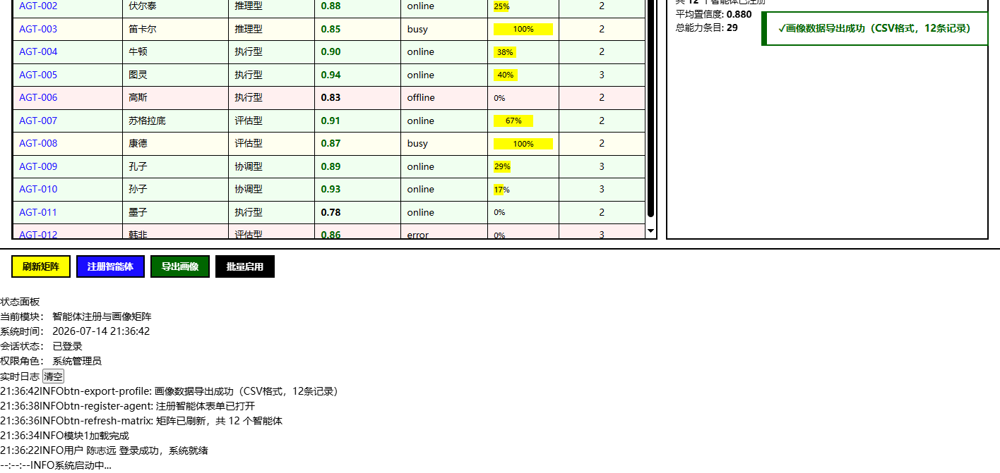 AGT-002 伏尔泰 推理型 0.88 online 25% 2
AGT-003 笛卡尔 推理型 0.85 busy 100% 2
AGT-004 牛顿 执行型 0.90 online 38% 2
AGT-005 图灵 执行型 0.94 online 40% 3
AGT-006 高斯 执行型 0.83 offline 0% 2
AGT-007 苏格拉底 评估型 0.91 online 67% 2
AGT-008 康德 评估型 0.87 busy 100% 2
AGT-009 孔子 协调型 0.89 online 29% 3
AGT-010 孙子 协调型 0.93 online 17% 3
AGT-011 墨子 执行型 0.78 online 0% 2
AGT-012 韩非 评估型 0.86 error 0% 3
共 12 个智能体已注册
平均置信度: 0.880
总能力条目: 29
✓画像数据导出成功（CSV格式，12条记录）
刷新矩阵 注册智能体 导出画像 批量启用
状态面板
当前模块： 智能体注册与画像矩阵
系统时间： 2026-07-14 21:36:42
会话状态： 已登录
权限角色： 系统管理员
实时日志 清空
21:36:42INFObtn-export-profile: 画像数据导出成功（CSV格式，12条记录）
21:36:38INFObtn-register-agent: 注册智能体表单已打开
21:36:36INFObtn-refresh-matrix: 矩阵已刷新，共 12 个智能体
21:36:34INFO模块1加载完成
21:36:22INFO用户 陈志远 登录成功，系统就绪
--:--:--INFO系统启动中...